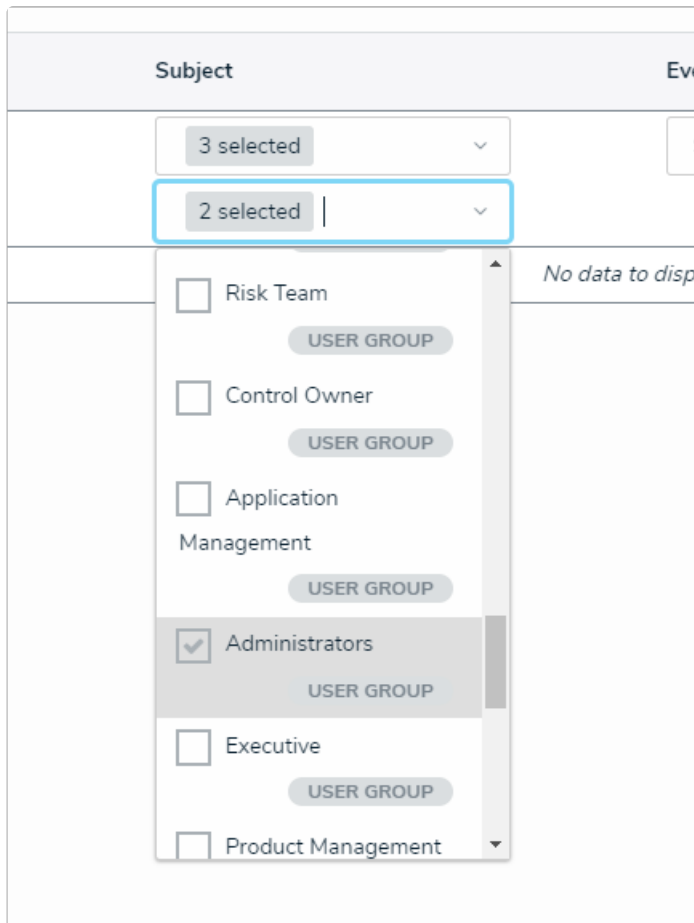 Subject
Eve
3 selected
2 selected
No data to disp
Risk Team
USER GROUP
Control Owner
USER GROUP
Application
Management
USER GROUP
Administrators
USER GROUP
Executive
USER GROUP
Product Management